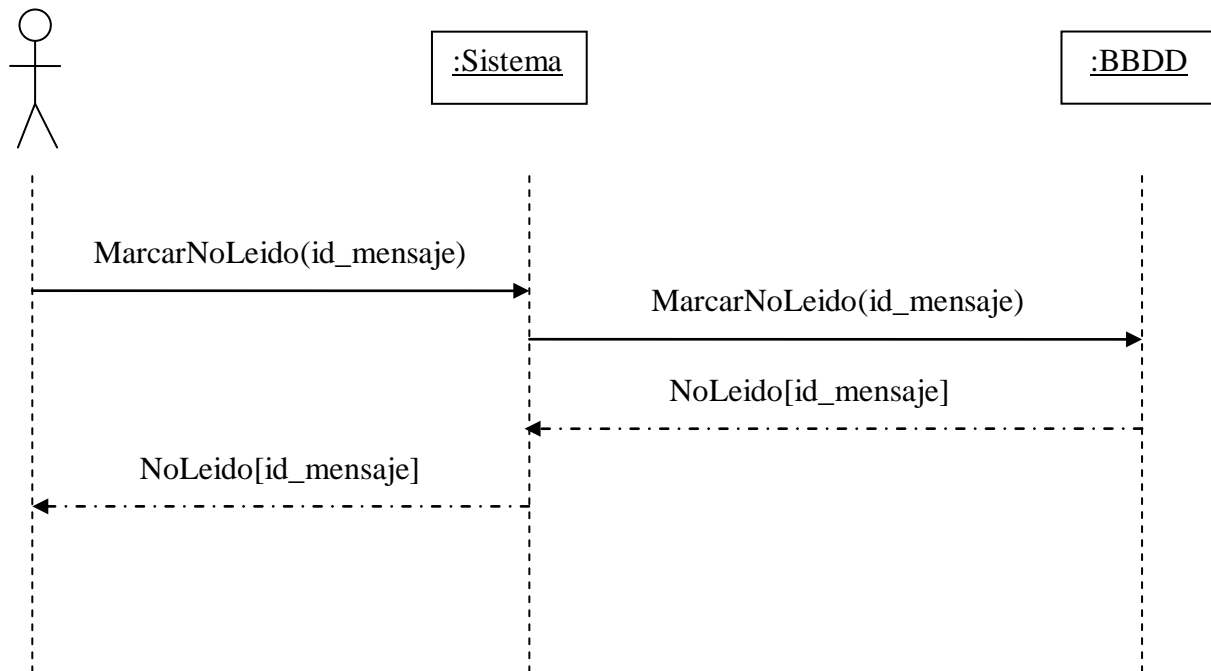 :Sistema
:BBDD
MarcarNoLeido(id_mensaje)
MarcarNoLeido(id_mensaje)
NoLeido[id_mensaje]
NoLeido[id_mensaje]